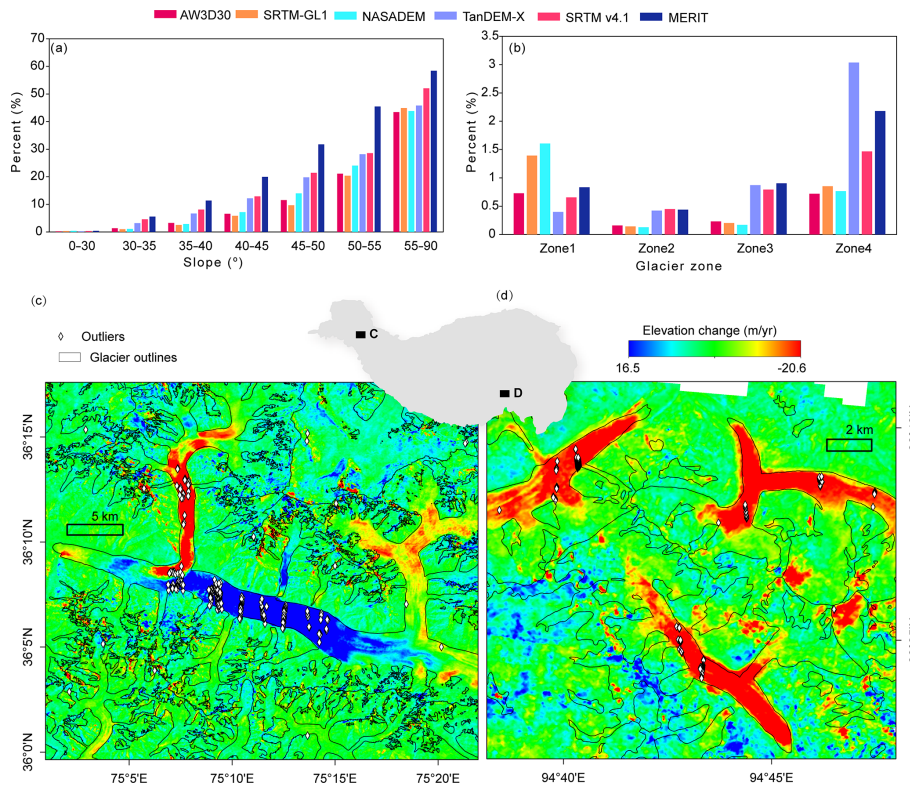 AW3D30 SRTM-GL1 NASADEM TanDEM-X SRTM v4.1 MERIT
(a)
Percent (%)
70
60
50
40
30
20
10
0
0–30 30–35 35–40 40–45 45–50 50–55 55–90
Slope (°)
(b)
Percent (%)
3.5
3
2.5
2
1.5
1
0.5
0
Zone1 Zone2 Zone3 Zone4
Glacier zone
(c)
Outliers
Glacier outlines
C
D
(d)
Elevation change (m/yr)
16.5 -20.6
36°15'N
36°10'N
36°5'N
36°0'N
5 km
75°5'E 75°10'E 75°15'E 75°20'E
2 km
94°40'E 94°45'E